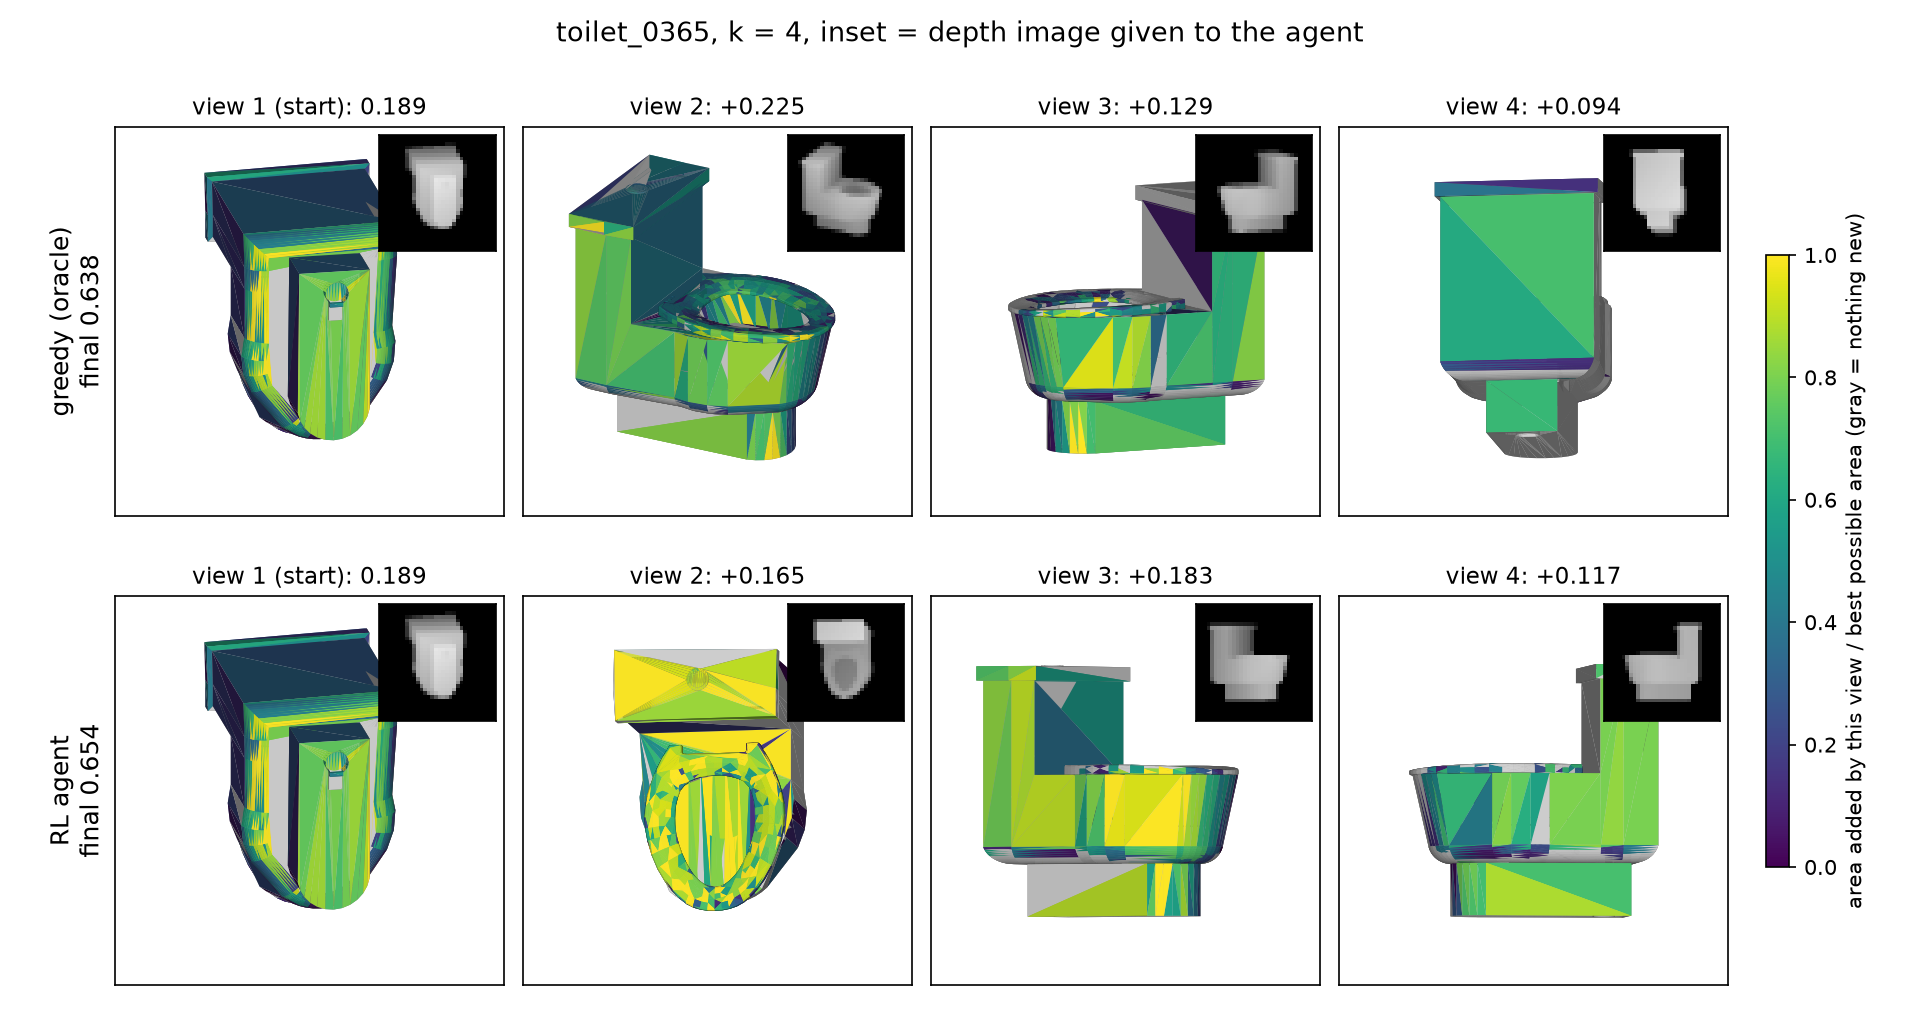 toilet_0365, k = 4, inset = depth image given to the agent
view 1 (start): 0.189
view 2: +0.225
view 3: +0.129
view 4: +0.094
greedy (oracle)
final 0.638
view 1 (start): 0.189
view 2: +0.165
view 3: +0.183
view 4: +0.117
RL agent
final 0.654
1.0
0.8
0.6
0.4
0.2
0.0
area added by this view / best possible area (gray = nothing new)